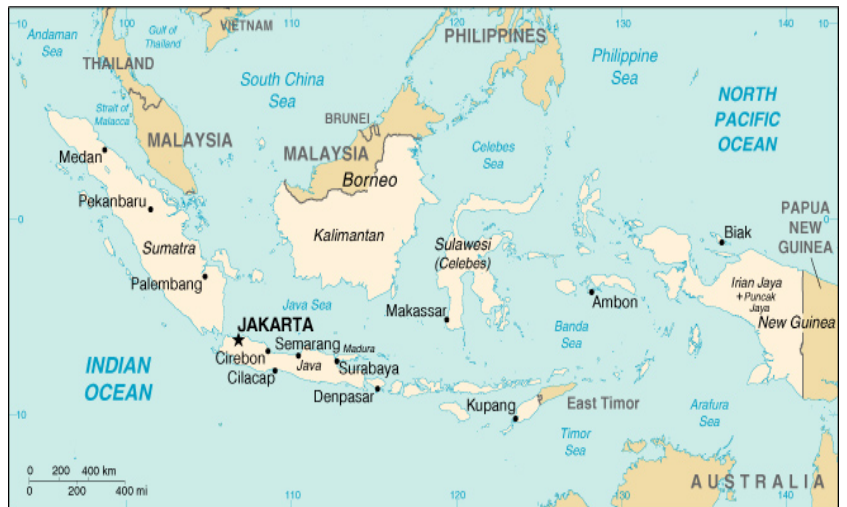 100
110
120
130
140
10
Andaman
Sea
Gulf of
Thailand
VIETNAM
PHILIPPINES
THAILAND
South China
Sea
Philippine
Sea
Strait of
Malacca
MALAYSIA
BRUNEI
MALAYSIA
Borneo
Celebes
Sea
NORTH
PACIFIC
OCEAN
Medan
Pekanbaru
0
0
Sumatra
Kalimantan
Sulawesi
(Celebes)
Biak
PAPUA
NEW
GUINEA
Palembang
Irian Jaya
+Puncak
Jaya
New Guinea
Java Sea
Makassar
Ambon
Banda
Sea
JAKARTA
Cirebon
Semarang
Madura
Java
Surabaya
Cilacap
Denpasar
INDIAN
OCEAN
Kupang
East Timor
Arafura
Sea
Timor
Sea
10
AUSTRALIA
0 200 400 km
0 200 400 mi
110
120
130
140